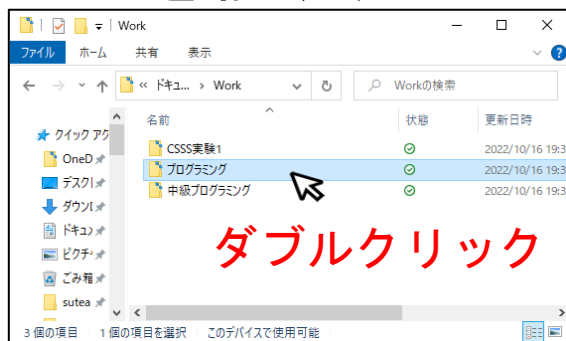 Work
ファイル ホーム 共有 表示
« ドキュ... › Work
Workの検索
名前 状態 更新日時
クイック アク
CSSS実験1 2022/10/16 19:3
OneD
プログラミング 2022/10/16 19:3
デスクト
中級プログラミング 2022/10/16 19:3
ダウンロ
ドキュメ
ピクチャ
ごみ箱
sutea
ダブルクリック
3 個の項目 1 個の項目を選択 このデバイスで使用可能